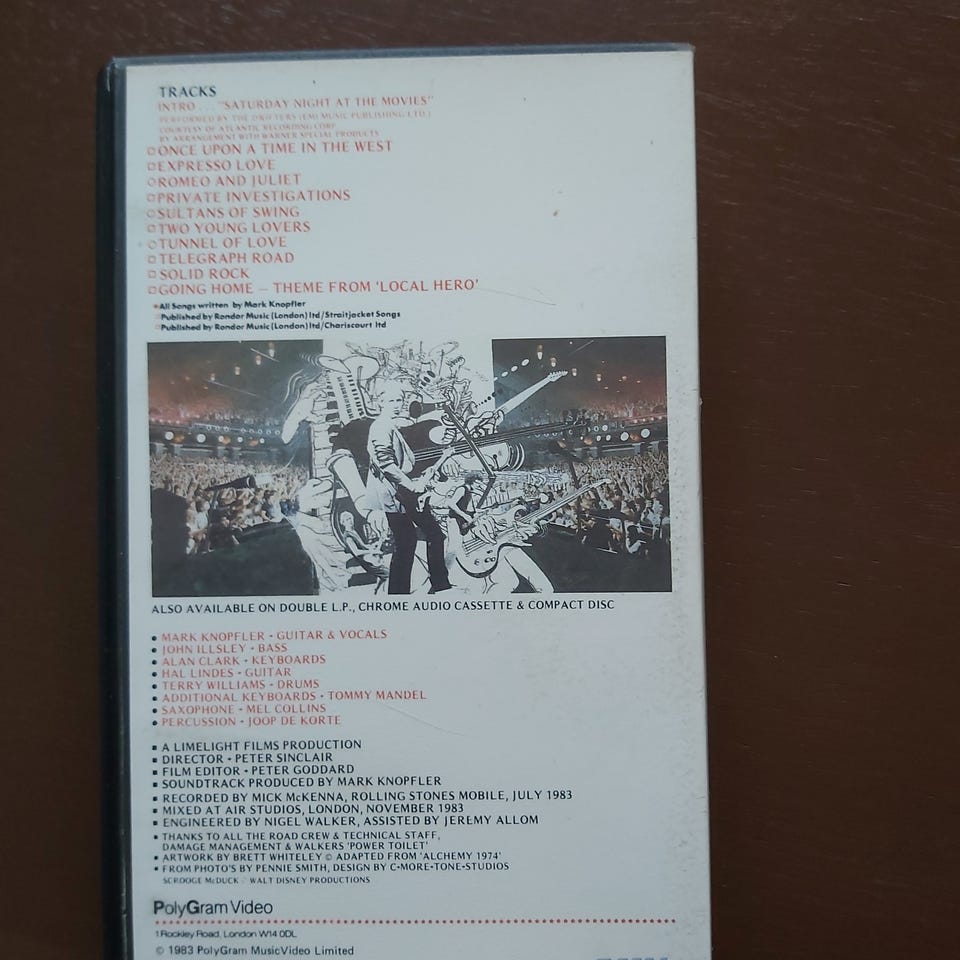 TRACKS
INTRO . . . "SATURDAY NIGHT AT THE MOVIES"
PERFORMED BY THE DRIFTERS (EMI MUSIC PUBLISHING LTD.)
COURTESY OF ATLANTIC RECORDING CORP.
BY ARRANGEMENT WITH WARNER SPECIAL PRODUCTS
ONCE UPON A TIME IN THE WEST
EXPRESSO LOVE
ROMEO AND JULIET
PRIVATE INVESTIGATIONS
SULTANS OF SWING
TWO YOUNG LOVERS
TUNNEL OF LOVE
TELEGRAPH ROAD
SOLID ROCK
GOING HOME – THEME FROM 'LOCAL HERO'
All Songs written by Mark Knopfler
Published by Rondor Music (London) ltd/Straitjacket Songs
Published by Rondor Music (London) ltd/Chariscourt ltd
ALSO AVAILABLE ON DOUBLE L.P., CHROME AUDIO CASSETTE & COMPACT DISC
• MARK KNOPFLER • GUITAR & VOCALS
• JOHN ILLSLEY • BASS
• ALAN CLARK • KEYBOARDS
• HAL LINDES • GUITAR
• TERRY WILLIAMS • DRUMS
• ADDITIONAL KEYBOARDS • TOMMY MANDEL
• SAXOPHONE • MEL COLLINS
• PERCUSSION • JOOP DE KORTE
▪ A LIMELIGHT FILMS PRODUCTION
▪ DIRECTOR • PETER SINCLAIR
▪ FILM EDITOR • PETER GODDARD
▪ SOUNDTRACK PRODUCED BY MARK KNOPFLER
▪ RECORDED BY MICK McKENNA, ROLLING STONES MOBILE, JULY 1983
▪ MIXED AT AIR STUDIOS, LONDON, NOVEMBER 1983
▪ ENGINEERED BY NIGEL WALKER, ASSISTED BY JEREMY ALLOM
▪ THANKS TO ALL THE ROAD CREW & TECHNICAL STAFF,
DAMAGE MANAGEMENT & WALKERS 'POWER TOILET'
▪ ARTWORK BY BRETT WHITELEY © ADAPTED FROM 'ALCHEMY 1974'
▪ FROM PHOTO'S BY PENNIE SMITH, DESIGN BY C•MORE•TONE•STUDIOS
SCROOGE McDUCK © WALT DISNEY PRODUCTIONS
PolyGram Video
1 Rockley Road, London W14 0DL
© 1983 PolyGram MusicVideo Limited